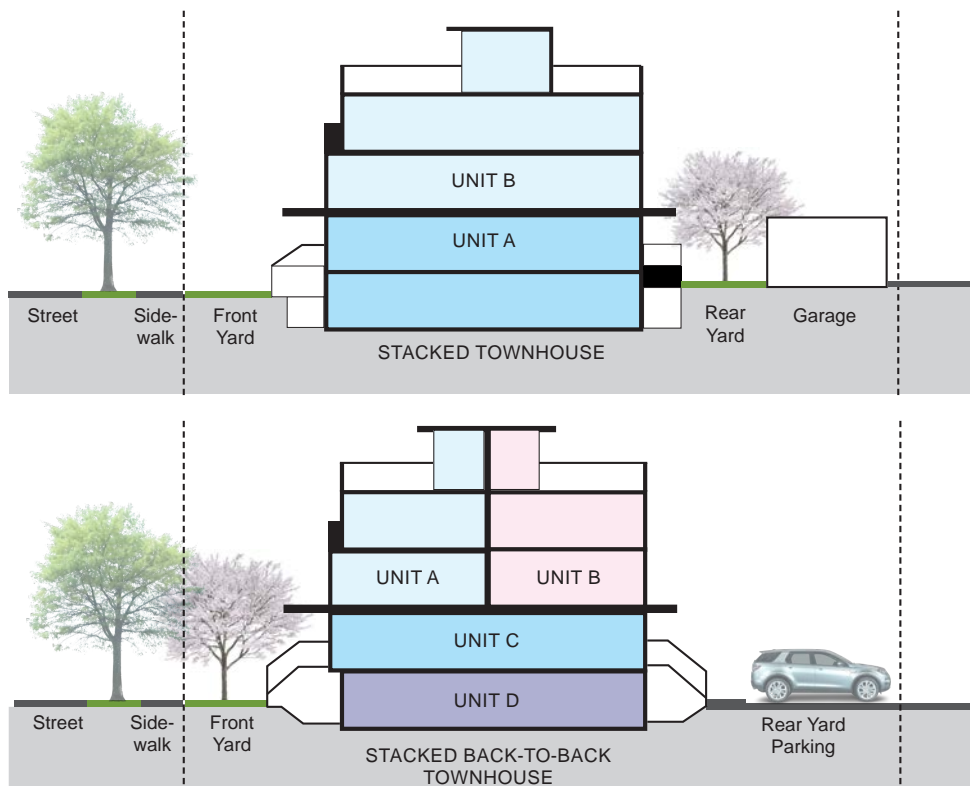 UNIT B
UNIT A
Street
Side-
walk
Front
Yard
Rear
Yard
Garage
STACKED TOWNHOUSE
UNIT A
UNIT B
UNIT C
UNIT D
Street
Side-
walk
Front
Yard
Rear Yard
Parking
STACKED BACK-TO-BACK
TOWNHOUSE